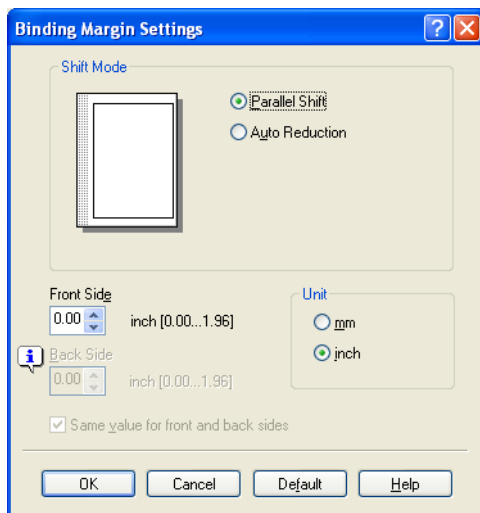 Binding Margin Settings
Shift Mode
Parallel Shift
Auto Reduction
Front Side
0.00 inch [0.00...1.96]
Back Side
0.00 inch [0.00...1.96]
Same value for front and back sides
Unit
mm
inch
OK Cancel Default Help